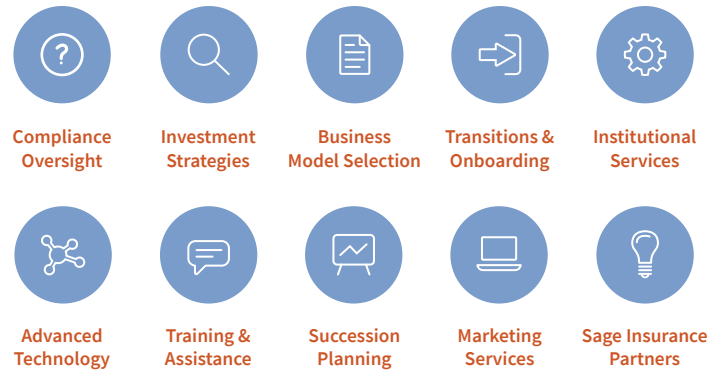 ?
Compliance
Oversight
Investment
Strategies
Business
Model Selection
Transitions &
Onboarding
Institutional
Services
Advanced
Technology
Training &
Assistance
Succession
Planning
Marketing
Services
Sage Insurance
Partners